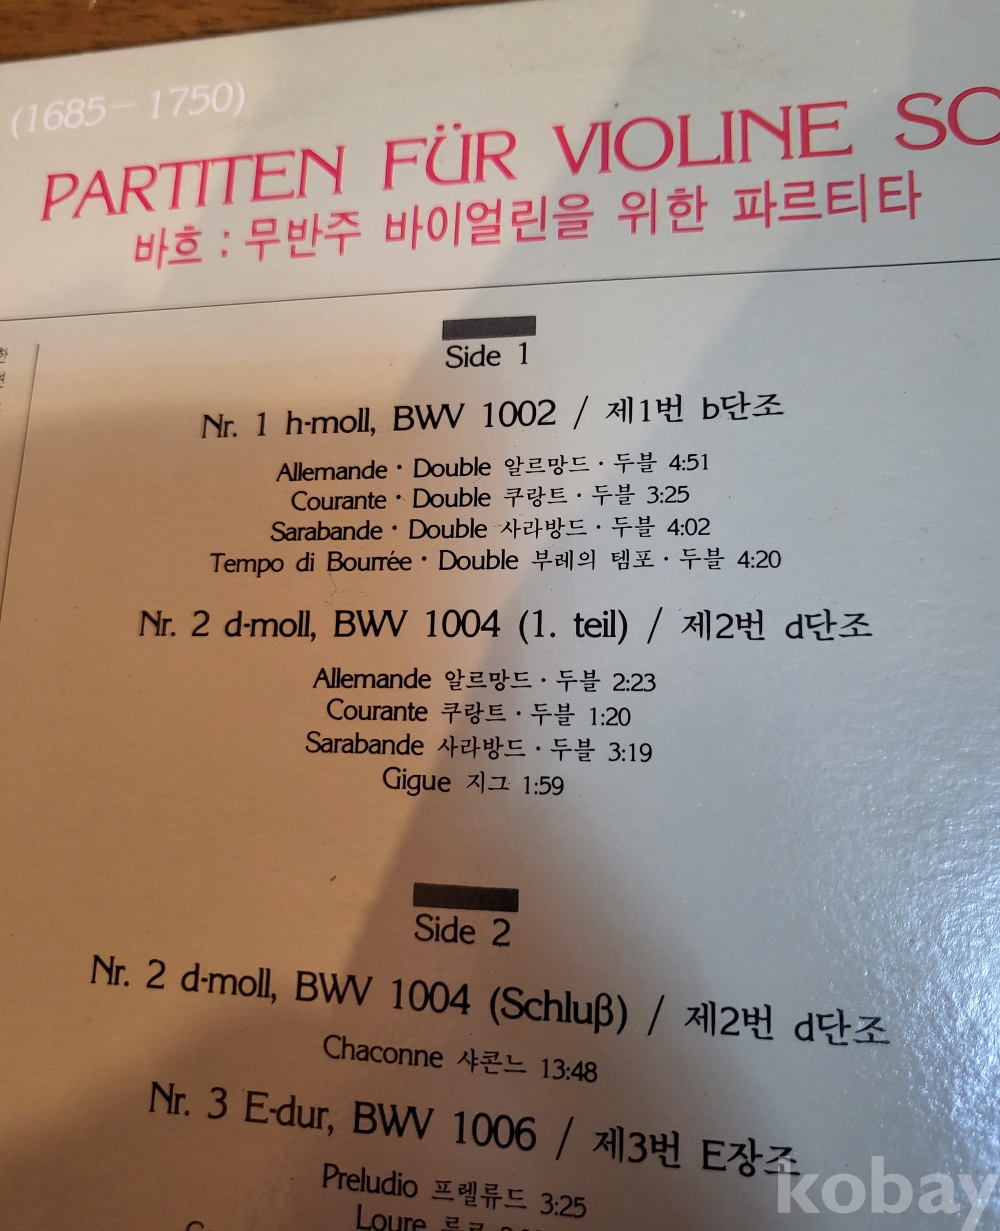 (1685—1750)
PARTITEN FÜR VIOLINE
바흐 : 무반주 바이얼린을 위한 파르티타
Side 1
Nr. 1 h-moll, BWV 1002 / 제1번 b단조
Allemande · Double 알르망드 · 두블 4:51
Courante · Double 쿠랑트 · 두블 3:25
Sarabande · Double 사라방드 · 두블 4:02
Tempo di Bourrée · Double 부레의 템포 · 두블 4:20
Nr. 2 d-moll, BWV 1004 (1. teil) / 제2번 d단조
Allemande 알르망드 · 두블 2:23
Courante 쿠랑트 · 두블 1:20
Sarabande 사라방드 · 두블 3:19
Gigue 지그 1:59
Side 2
Nr. 2 d-moll, BWV 1004 (Schluß) / 제2번 d단조
Chaconne 샤콘느 13:48
Nr. 3 E-dur, BWV 1006 / 제3번 E장조
Preludio 프렐류드 3:25
Loure
kobay